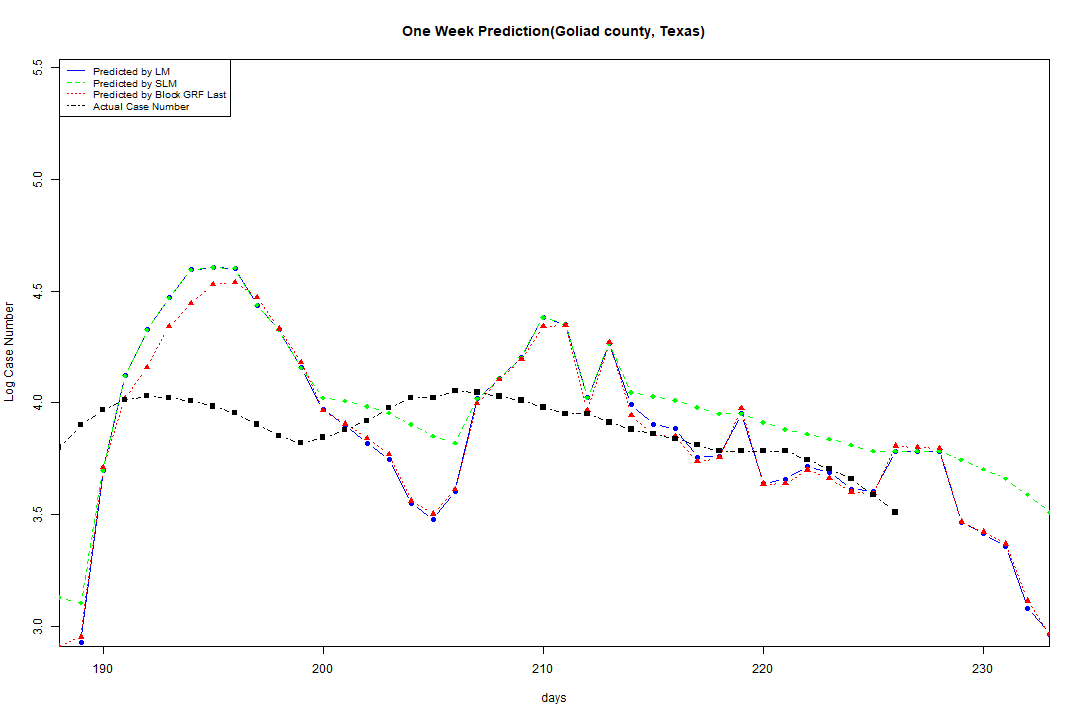 One Week Prediction(Goliad county, Texas)
Predicted by LM
Predicted by SLM
Predicted by Block GRF Last
Actual Case Number
5.5
5.0
4.5
4.0
3.5
3.0
Log Case Number
190 200 210 220 230
days